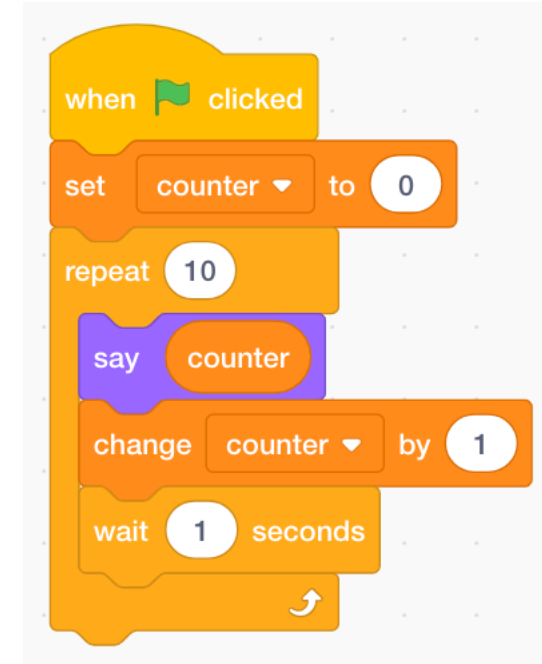 when clicked
set counter to 0
repeat 10
say counter
change counter by 1
wait 1 seconds